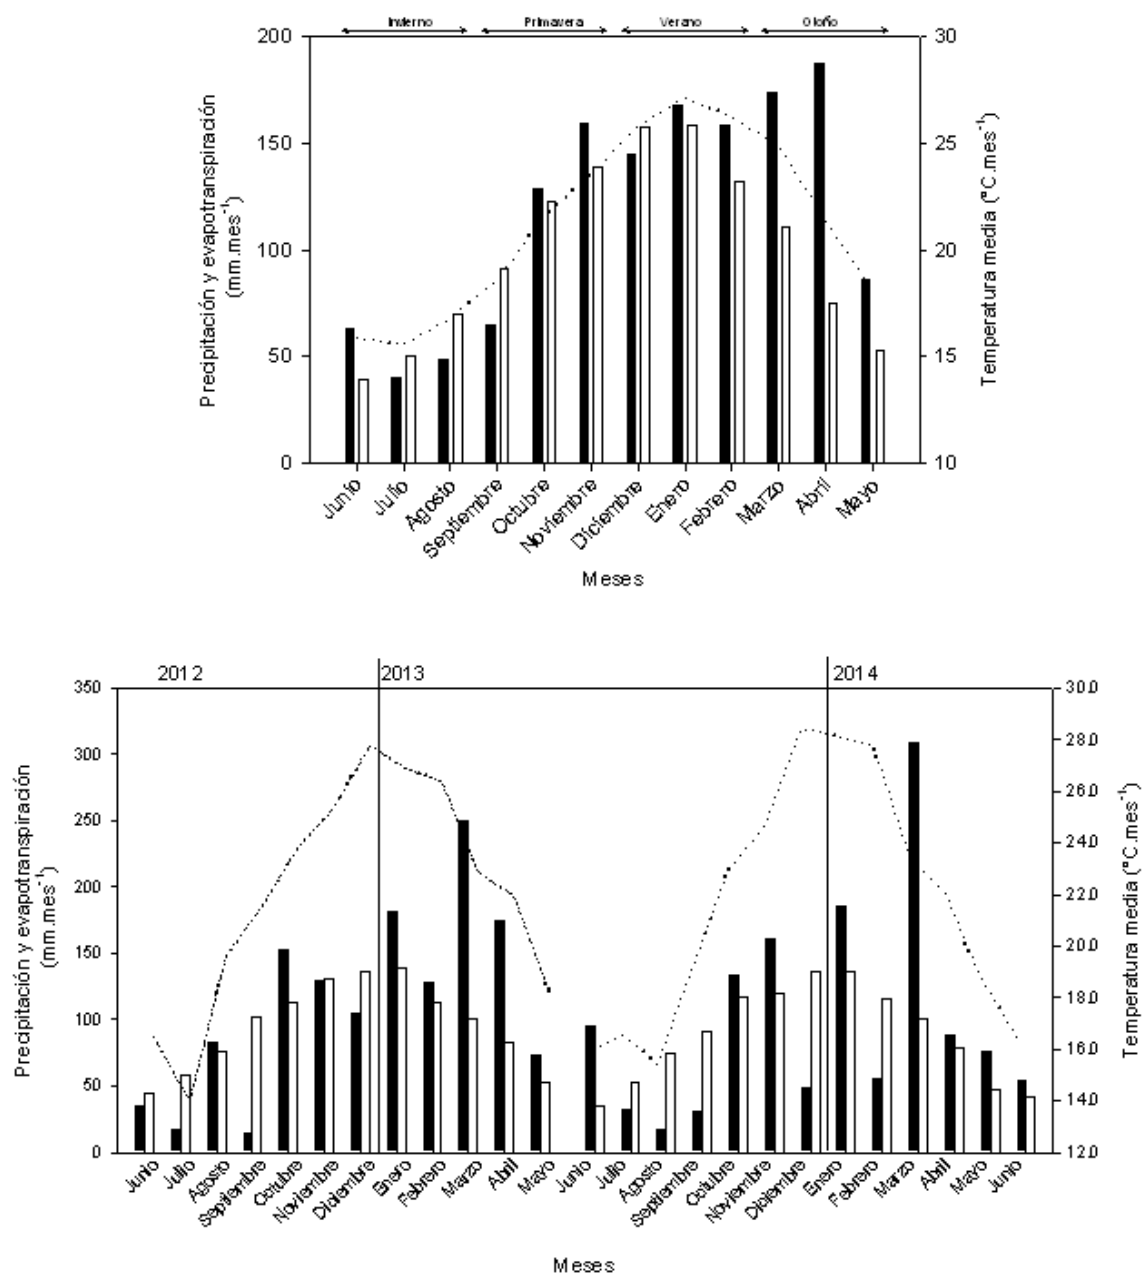 Invierno Primavera Verano Otoño
200
150
100
50
0
30
25
20
15
10
Precipitación y evapotranspiración
(mm.mes⁻¹)
Temperatura media (°C.mes⁻¹)
Junio
Julio
Agosto
Septiembre
Octubre
Noviembre
Diciembre
Enero
Febrero
Marzo
Abril
Mayo
Meses
2012 2013 2014
350
300
250
200
150
100
50
0
30.0
28.0
26.0
24.0
22.0
20.0
18.0
16.0
14.0
12.0
Precipitación y evapotranspiración
(mm.mes⁻¹)
Temperatura media (°C.mes⁻¹)
Junio
Julio
Agosto
Septiembre
Octubre
Noviembre
Diciembre
Enero
Febrero
Marzo
Abril
Mayo
Junio
Julio
Agosto
Septiembre
Octubre
Noviembre
Diciembre
Enero
Febrero
Marzo
Abril
Mayo
Junio
Meses